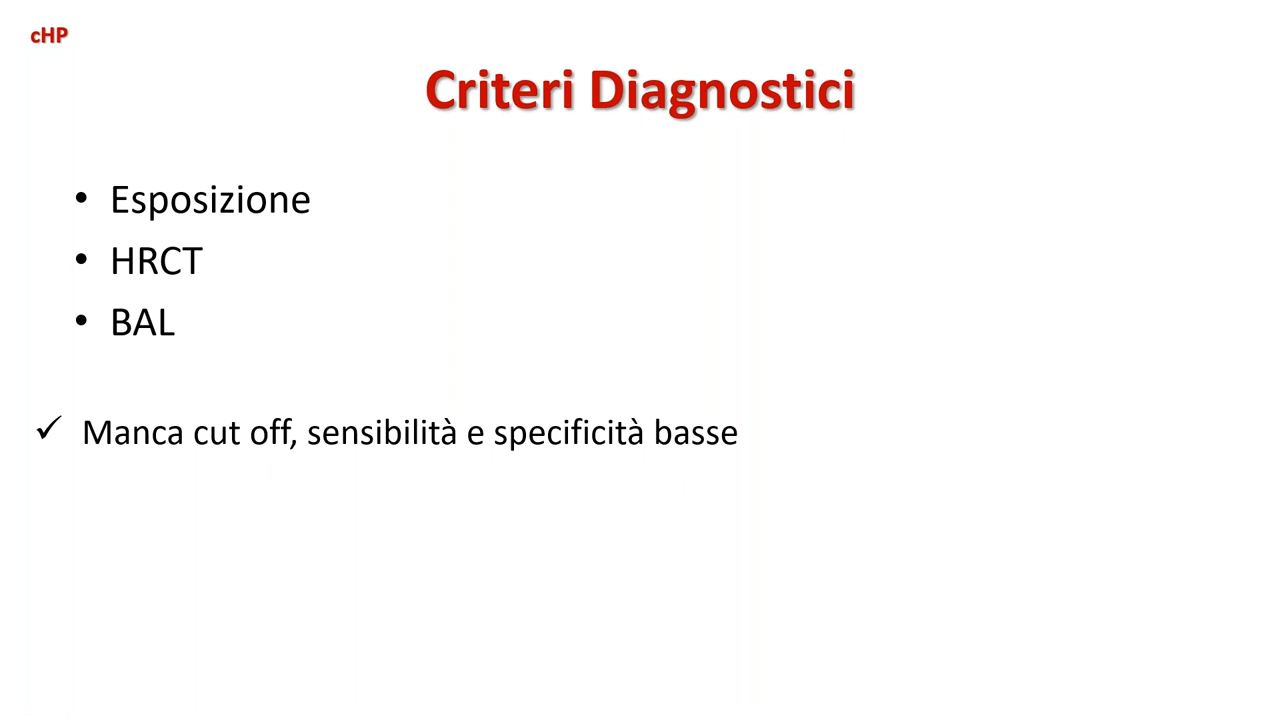 cHP
Criteri Diagnostici
• Esposizione
• HRCT
• BAL
✓ Manca cut off, sensibilità e specificità basse